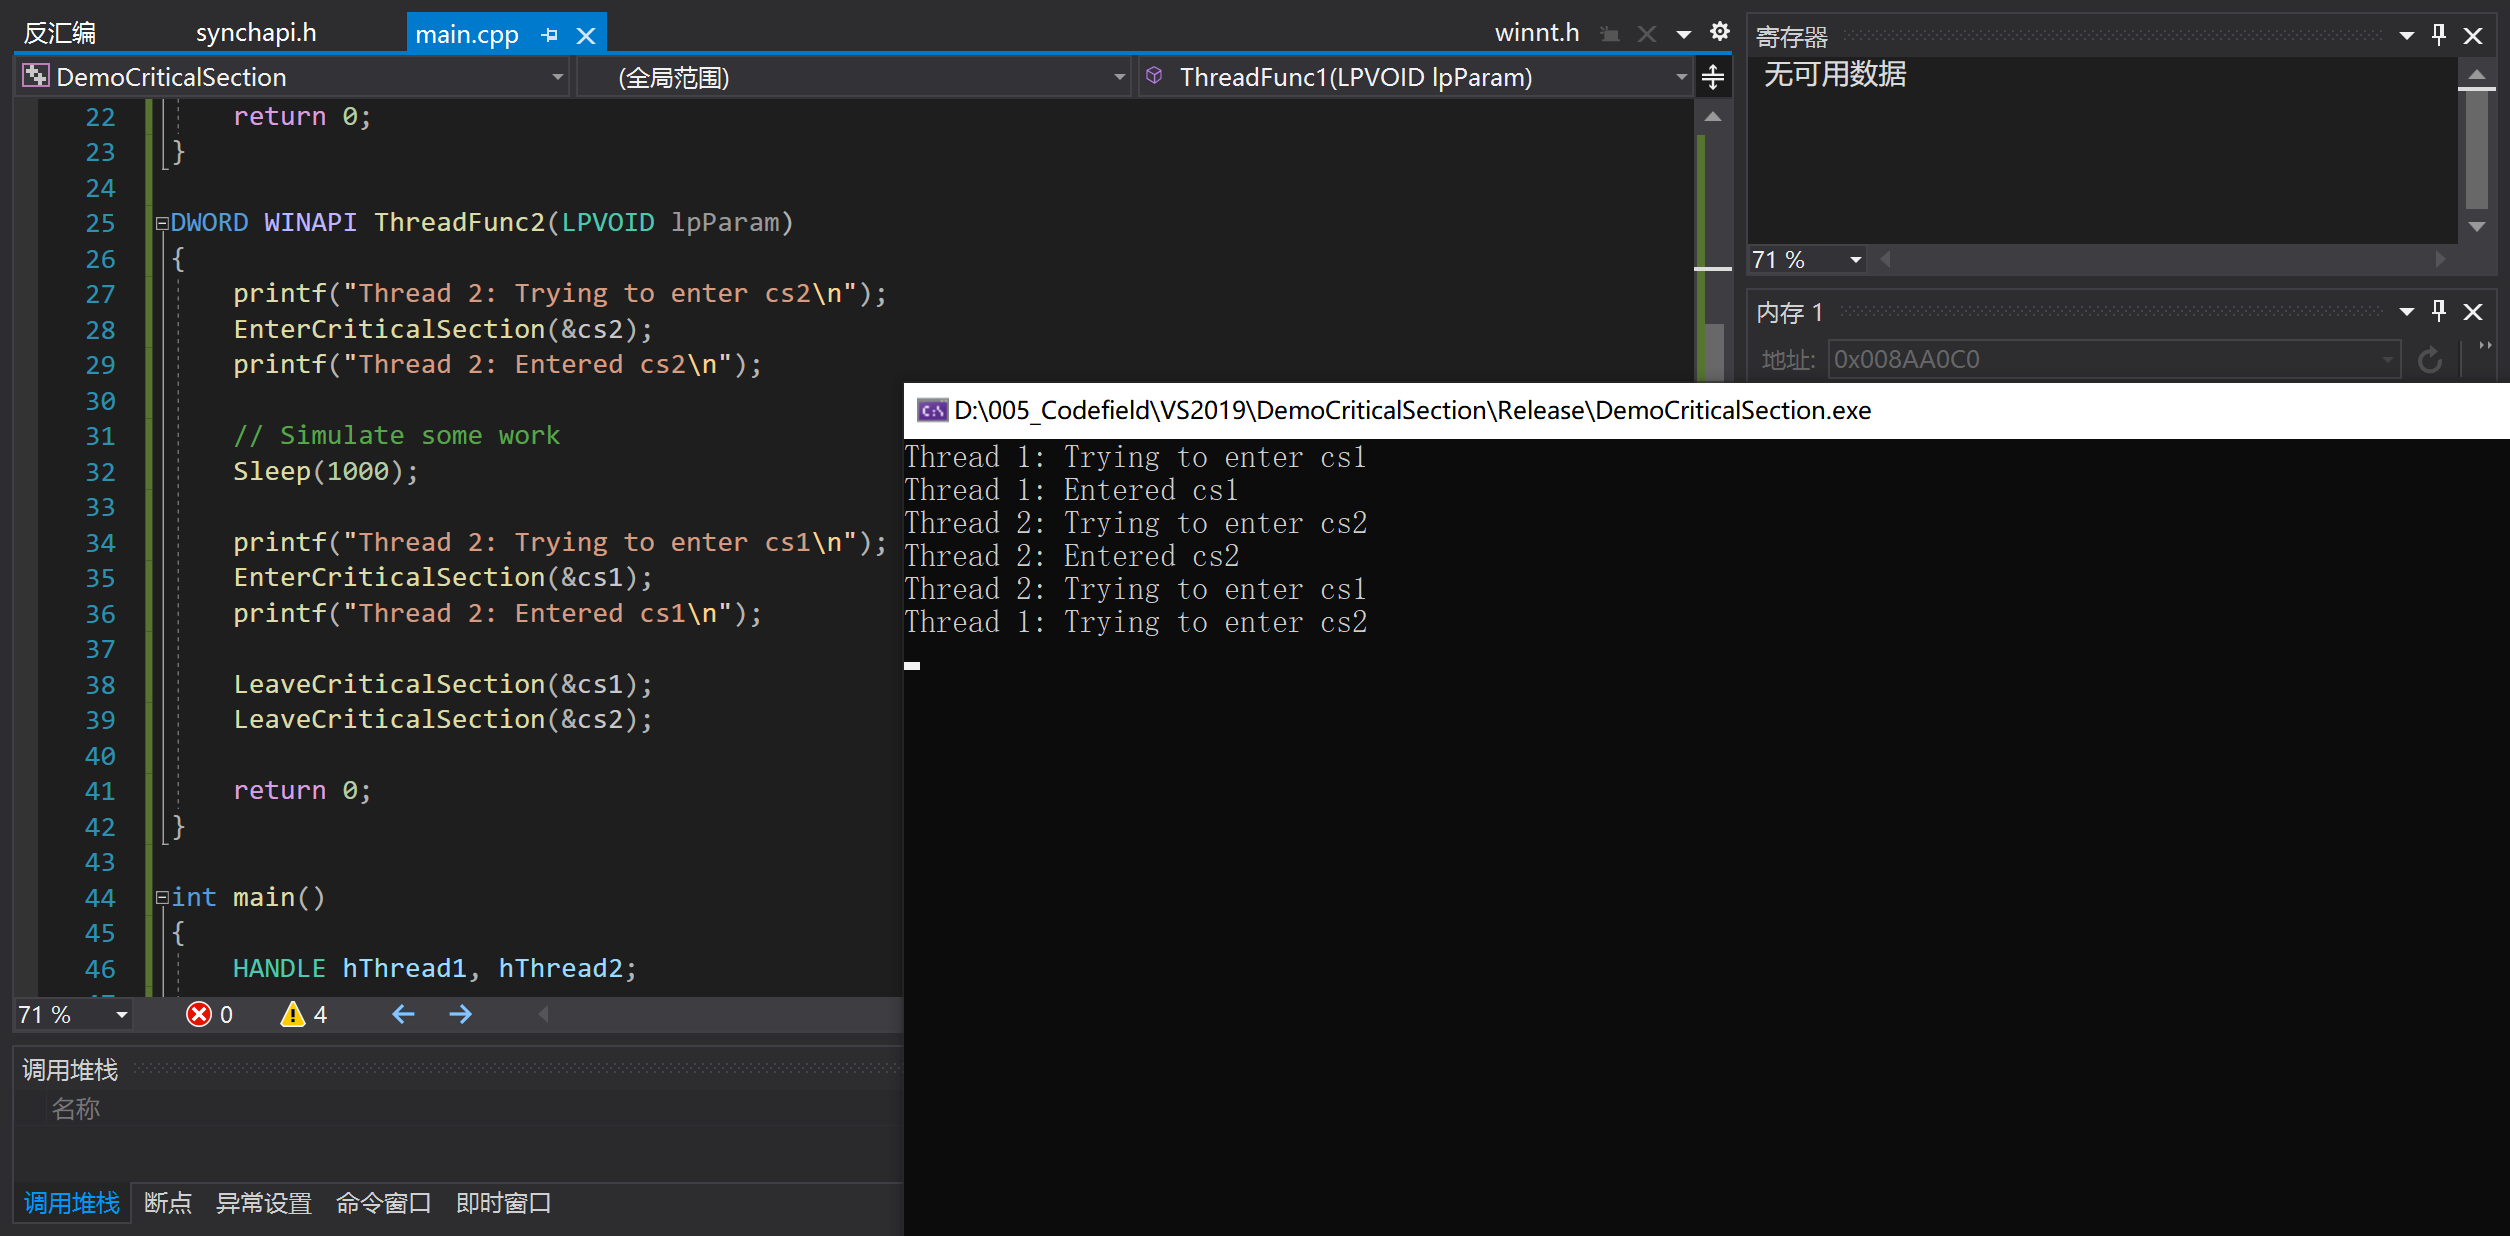 反汇编 synchapi.h main.cpp winnt.h
DemoCriticalSection (全局范围) ThreadFunc1(LPVOID lpParam)
22 return 0;
23 }
24
25 DWORD WINAPI ThreadFunc2(LPVOID lpParam)
26 {
27 printf("Thread 2: Trying to enter cs2\n");
28 EnterCriticalSection(&cs2);
29 printf("Thread 2: Entered cs2\n");
30
31 // Simulate some work
32 Sleep(1000);
33
34 printf("Thread 2: Trying to enter cs1\n");
35 EnterCriticalSection(&cs1);
36 printf("Thread 2: Entered cs1\n");
37
38 LeaveCriticalSection(&cs1);
39 LeaveCriticalSection(&cs2);
40
41 return 0;
42 }
43
44 int main()
45 {
46 HANDLE hThread1, hThread2;
71 % 0 4
调用堆栈
名称
调用堆栈 断点 异常设置 命令窗口 即时窗口
寄存器
无可用数据
71 %
内存 1
地址: 0x008AA0C0
D:\005_Codefield\VS2019\DemoCriticalSection\Release\DemoCriticalSection.exe
Thread 1: Trying to enter cs1
Thread 1: Entered cs1
Thread 2: Trying to enter cs2
Thread 2: Entered cs2
Thread 2: Trying to enter cs1
Thread 1: Trying to enter cs2